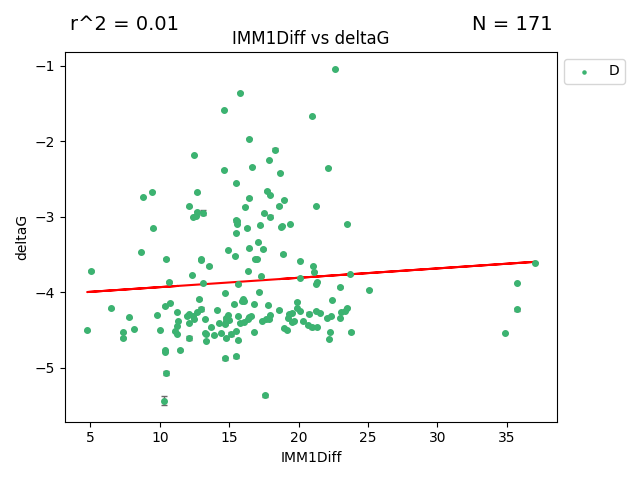 r^2 = 0.01
N = 171
IMM1Diff vs deltaG
D
−1
−2
−3
−4
−5
deltaG
5 10 15 20 25 30 35
IMM1Diff